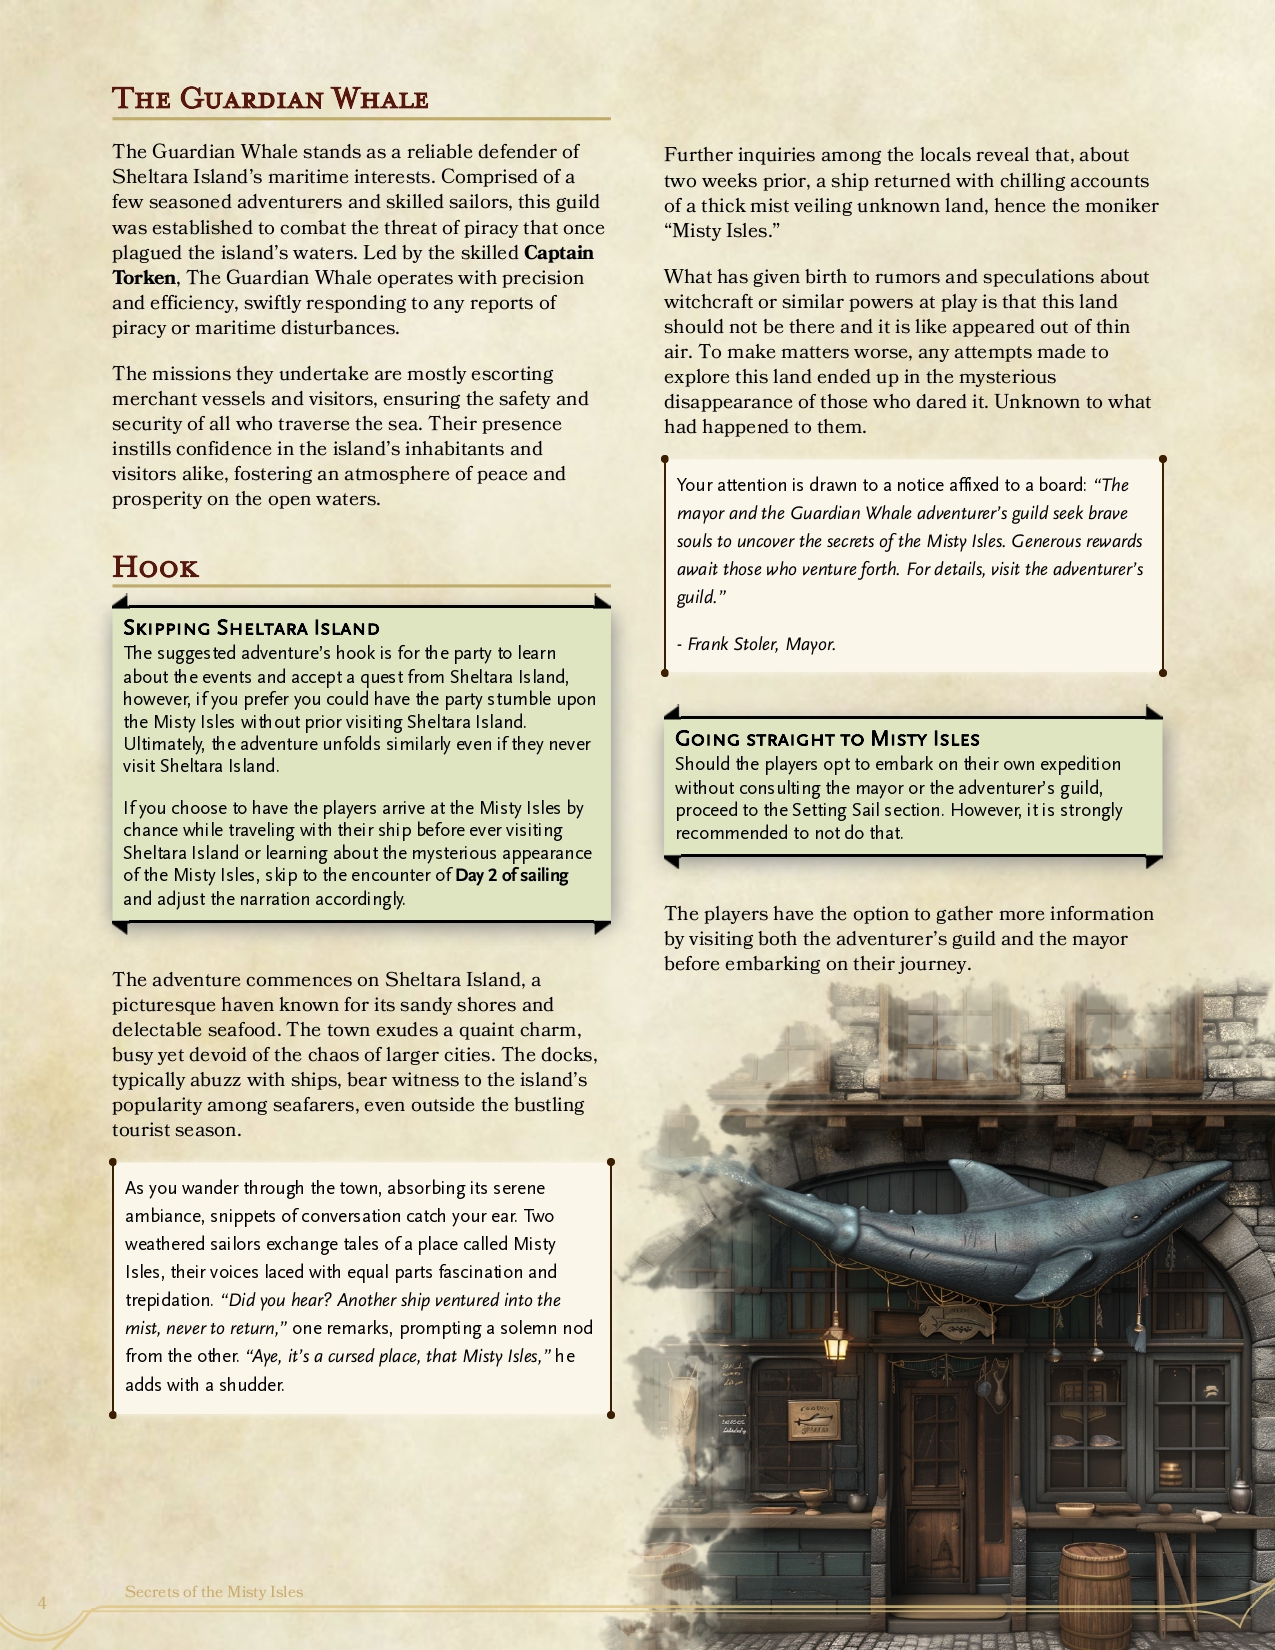 The Guardian Whale
The Guardian Whale stands as a reliable defender of
Sheltara Island’s maritime interests. Comprised of a
few seasoned adventurers and skilled sailors, this guild
was established to combat the threat of piracy that once
plagued the island’s waters. Led by the skilled Captain
Torken, The Guardian Whale operates with precision
and efficiency, swiftly responding to any reports of
piracy or maritime disturbances.
The missions they undertake are mostly escorting
merchant vessels and visitors, ensuring the safety and
security of all who traverse the sea. Their presence
instills confidence in the island’s inhabitants and
visitors alike, fostering an atmosphere of peace and
prosperity on the open waters.
Hook
Skipping Sheltara Island
The suggested adventure’s hook is for the party to learn
about the events and accept a quest from Sheltara Island,
however, if you prefer you could have the party stumble upon
the Misty Isles without prior visiting Sheltara Island.
Ultimately, the adventure unfolds similarly even if they never
visit Sheltara Island.
If you choose to have the players arrive at the Misty Isles by
chance while traveling with their ship before ever visiting
Sheltara Island or learning about the mysterious appearance
of the Misty Isles, skip to the encounter of Day 2 of sailing
and adjust the narration accordingly.
The adventure commences on Sheltara Island, a
picturesque haven known for its sandy shores and
delectable seafood. The town exudes a quaint charm,
busy yet devoid of the chaos of larger cities. The docks,
typically abuzz with ships, bear witness to the island’s
popularity among seafarers, even outside the bustling
tourist season.
As you wander through the town, absorbing its serene
ambiance, snippets of conversation catch your ear. Two
weathered sailors exchange tales of a place called Misty
Isles, their voices laced with equal parts fascination and
trepidation. “Did you hear? Another ship ventured into the
mist, never to return,” one remarks, prompting a solemn nod
from the other. “Aye, it’s a cursed place, that Misty Isles,” he
adds with a shudder.
Further inquiries among the locals reveal that, about
two weeks prior, a ship returned with chilling accounts
of a thick mist veiling unknown land, hence the moniker
“Misty Isles.”
What has given birth to rumors and speculations about
witchcraft or similar powers at play is that this land
should not be there and it is like appeared out of thin
air. To make matters worse, any attempts made to
explore this land ended up in the mysterious
disappearance of those who dared it. Unknown to what
had happened to them.
Your attention is drawn to a notice affixed to a board: “The
mayor and the Guardian Whale adventurer’s guild seek brave
souls to uncover the secrets of the Misty Isles. Generous rewards
await those who venture forth. For details, visit the adventurer’s
guild.”
- Frank Stoler, Mayor.
Going straight to Misty Isles
Should the players opt to embark on their own expedition
without consulting the mayor or the adventurer’s guild,
proceed to the Setting Sail section. However, it is strongly
recommended to not do that.
The players have the option to gather more information
by visiting both the adventurer’s guild and the mayor
before embarking on their journey.
4
Secrets of the Misty Isles